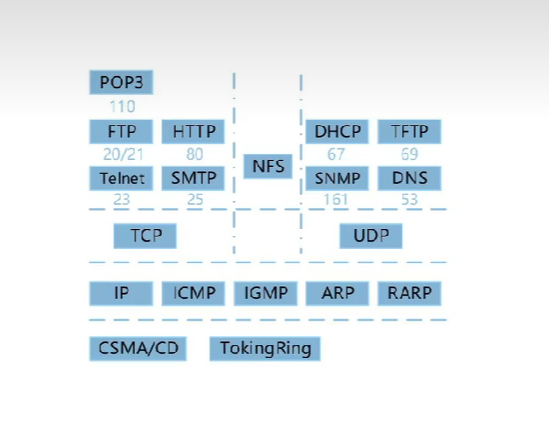 POP3
110
FTP HTTP DHCP TFTP
20/21 80 67 69
NFS
Telnet SMTP SNMP DNS
23 25 161 53
TCP UDP
IP ICMP IGMP ARP RARP
CSMA/CD TokingRing